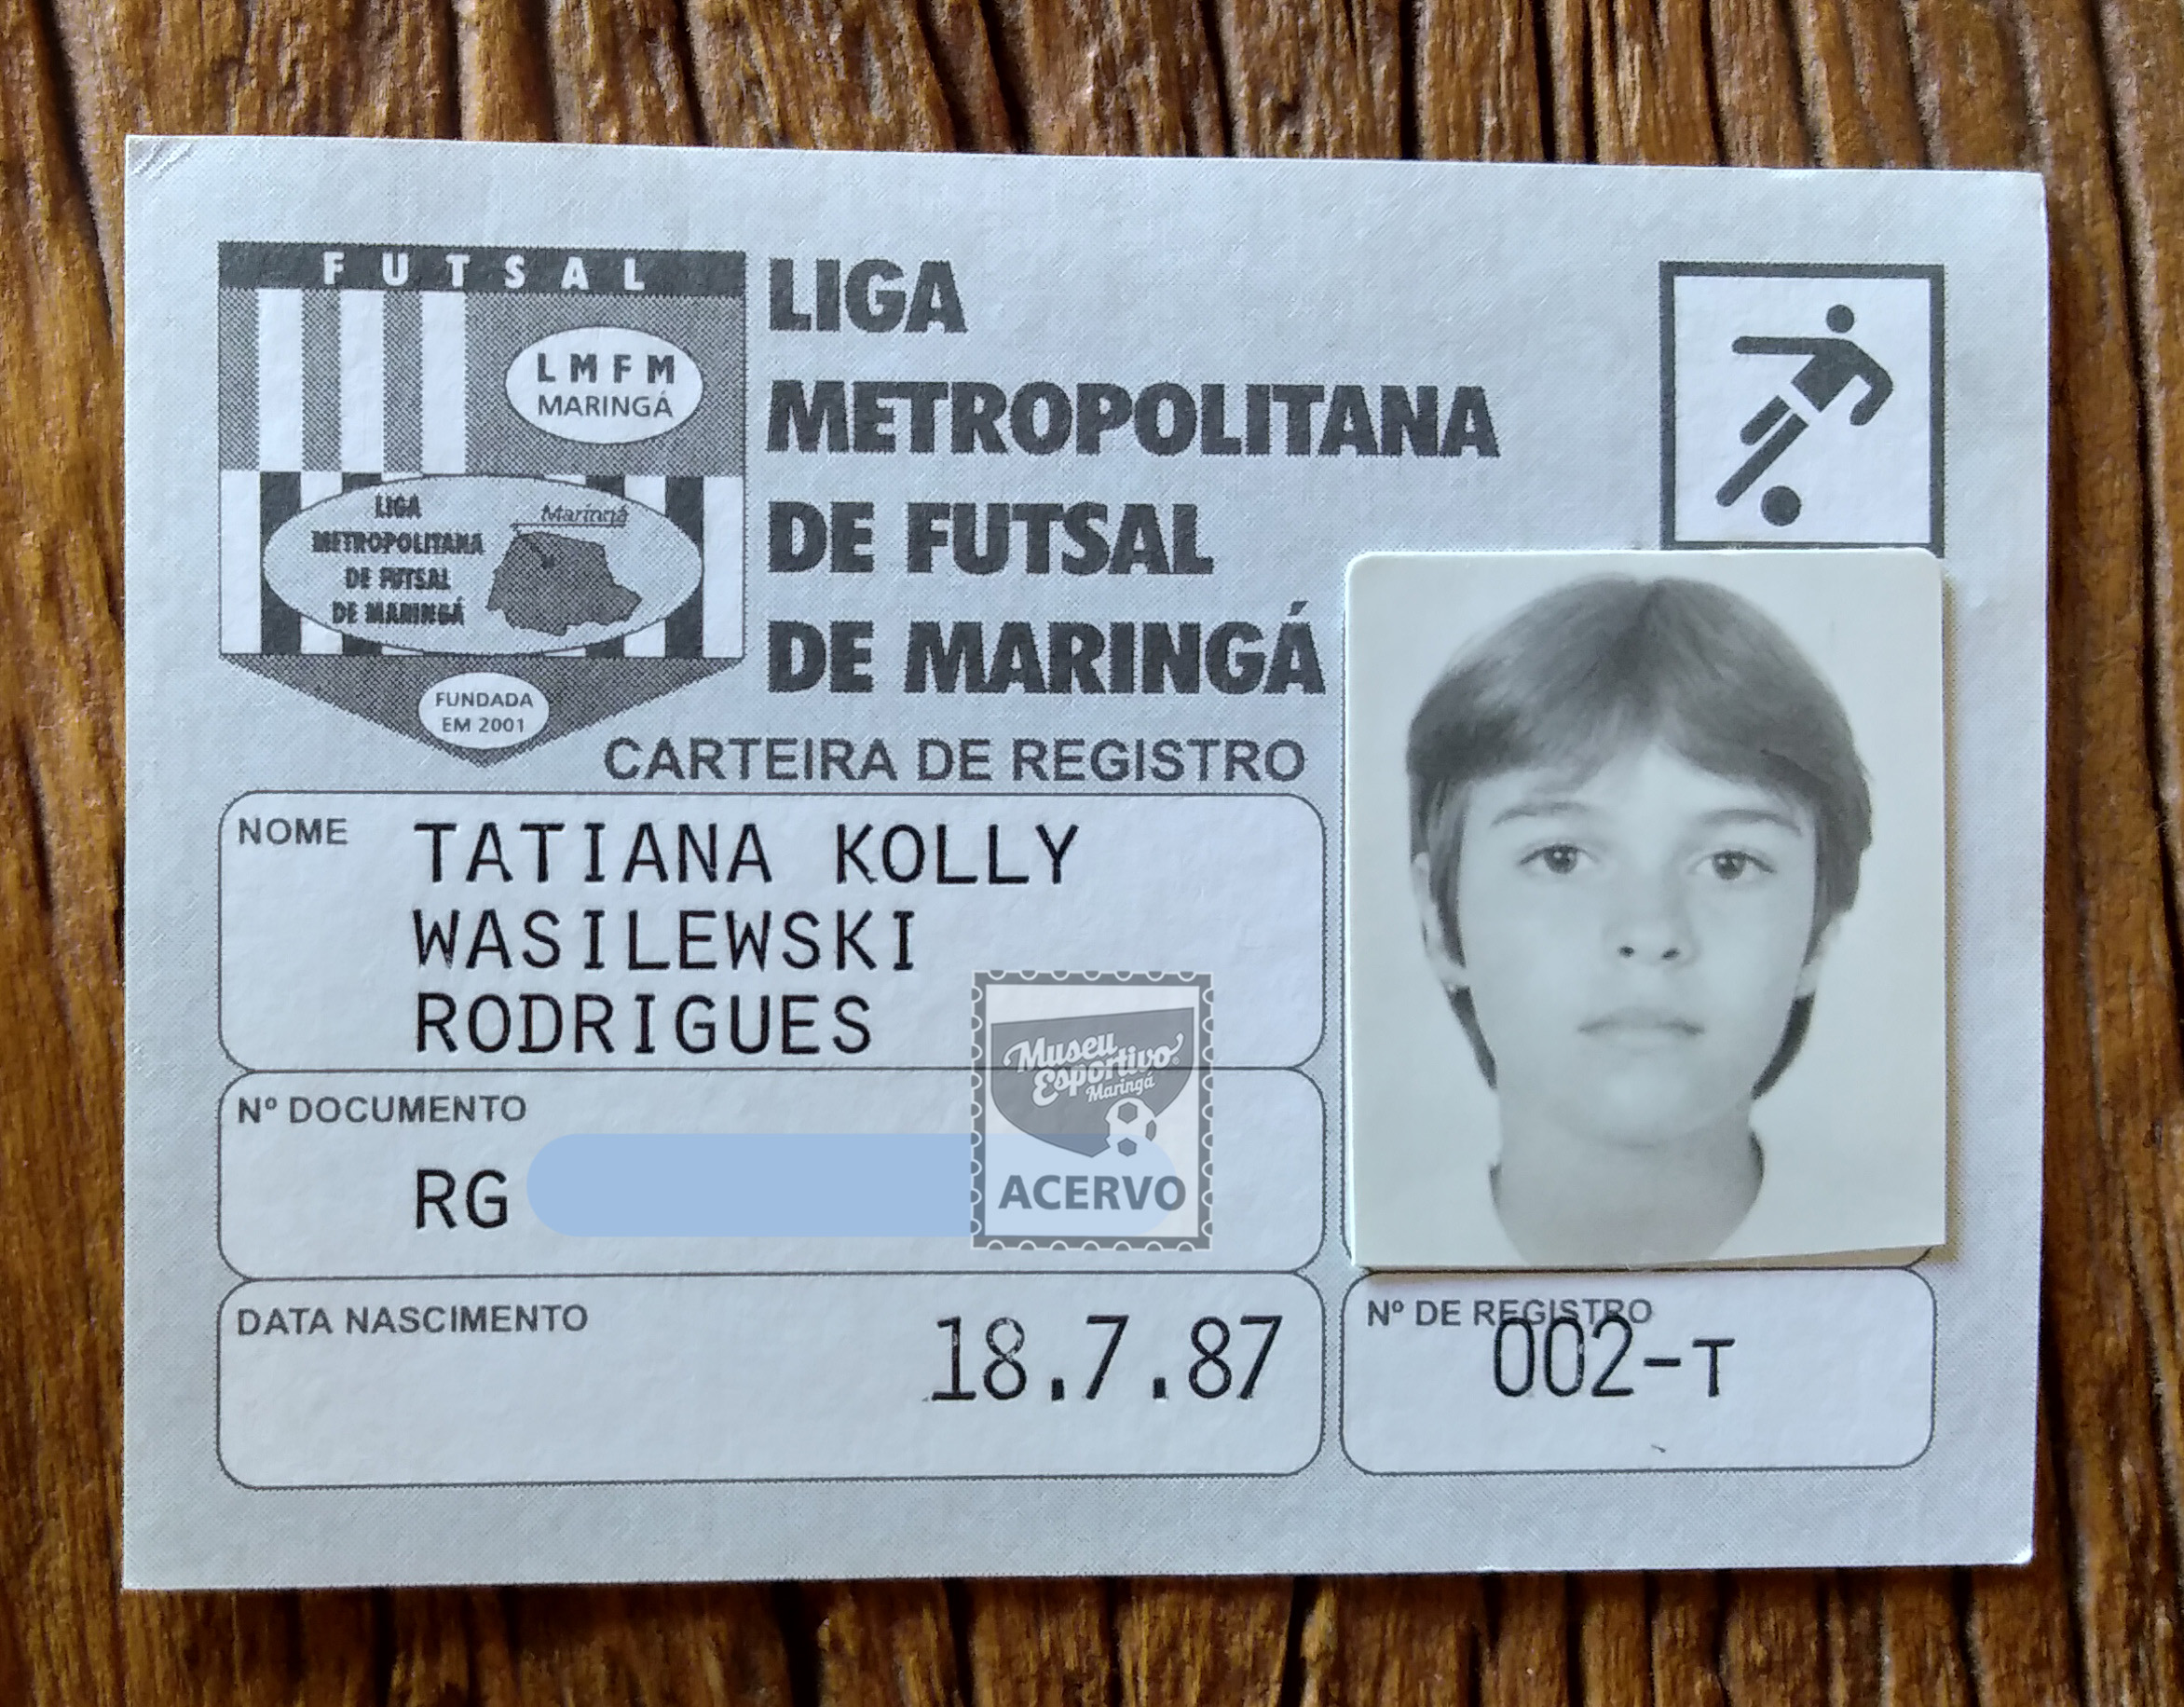 FUTSAL
LMFM
MARINGÁ
LIGA
METROPOLITANA
DE FUTSAL
DE MARINGÁ
Maringá
FUNDADA
EM 2001
LIGA
METROPOLITANA
DE FUTSAL
DE MARINGÁ
CARTEIRA DE REGISTRO
NOME
TATIANA KOLLY
WASILEWSKI
RODRIGUES
Nº DOCUMENTO
RG
Museu
Esportivo
Maringá
ACERVO
DATA NASCIMENTO
18.7.87
Nº DE REGISTRO
002-T